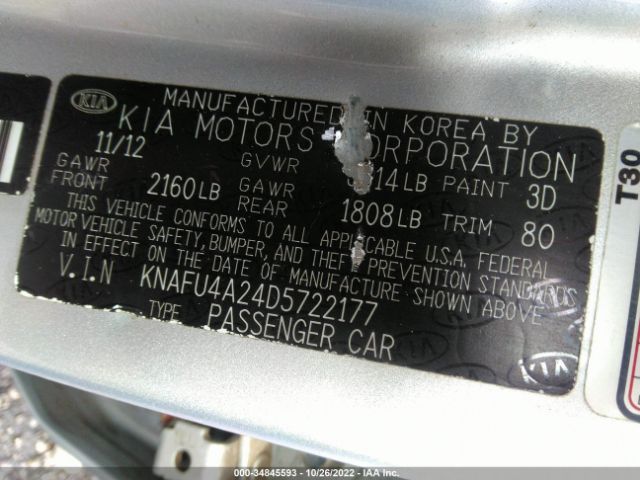 KIA
MANUFACTURED IN KOREA BY
KIA MOTORS CORPORATION
11/12
GAWR FRONT 2160LB
GVWR 14LB
GAWR REAR 1808LB
PAINT 3D
TRIM 80
THIS VEHICLE CONFORMS TO ALL APPLICABLE U.S.A. FEDERAL
MOTOR VEHICLE SAFETY, BUMPER, AND THEFT PREVENTION STANDARDS
IN EFFECT ON THE DATE OF MANUFACTURE SHOWN ABOVE
V.I.N KNAFU4A24D5722177
TYPE PASSENGER CAR
T30
000-34845593 | 10/26/2022 | IAA Inc.